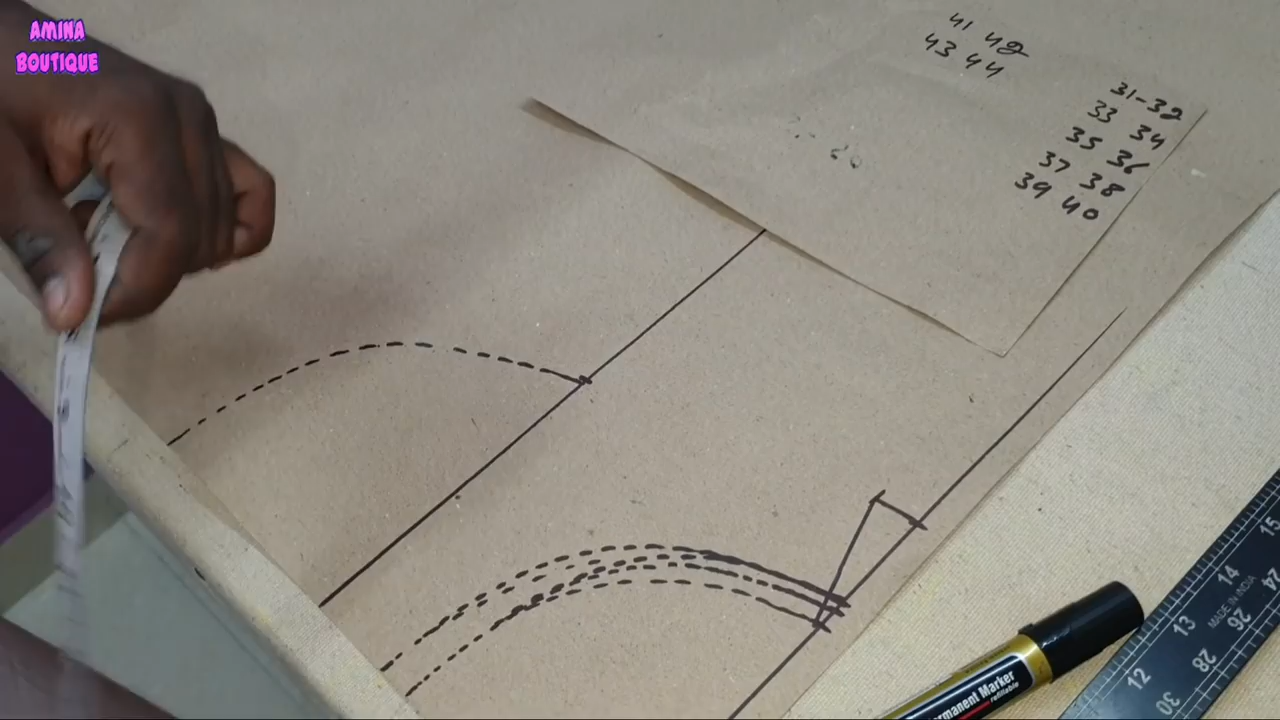 AMINA
BOUTIQUE
41 42
43 44
31-32
33 34
35 36
37 38
39 40
Permanent Marker
refillable
MADE IN INDIA
12 13 14 15
30 28 26 24